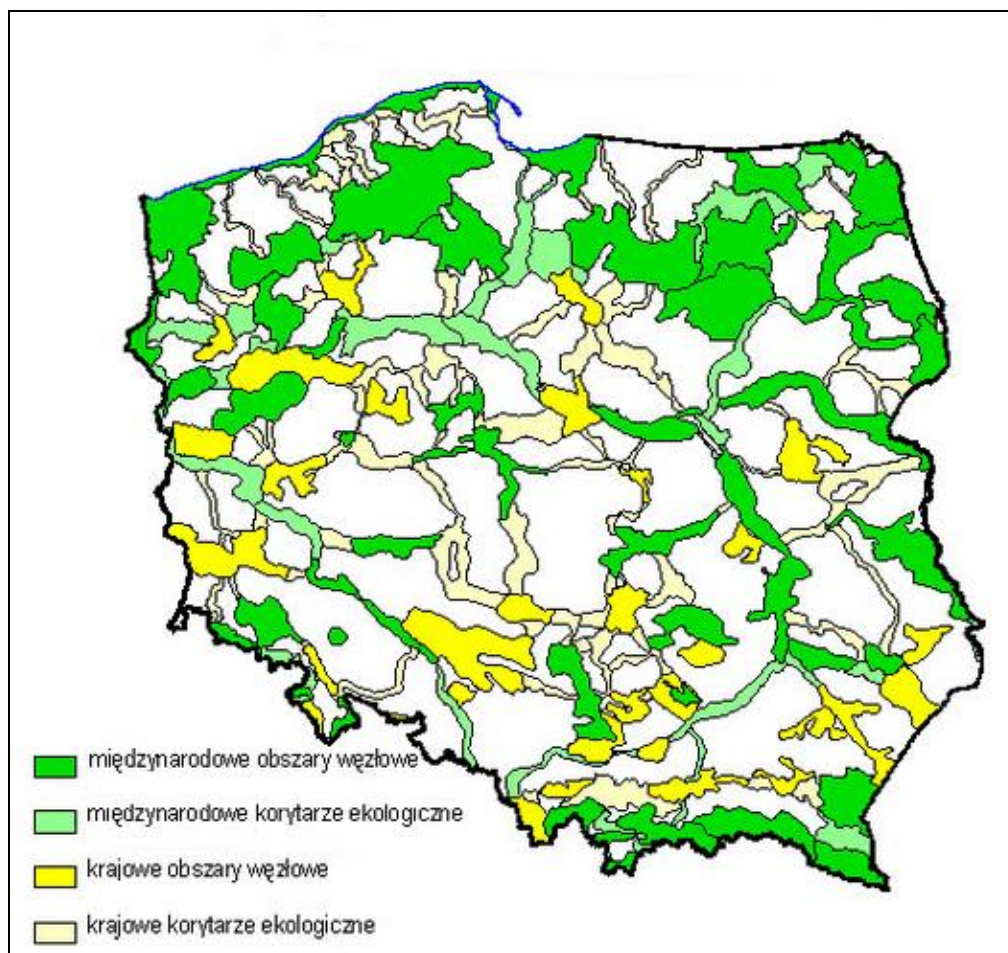 międzynarodowe obszary węzłowe
międzynarodowe korytarze ekologiczne
krajowe obszary węzłowe
krajowe korytarze ekologiczne